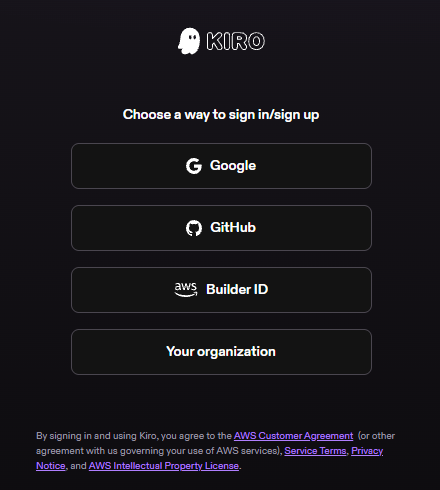 KIRO
Choose a way to sign in/sign up
Google
GitHub
aws Builder ID
Your organization
By signing in and using Kiro, you agree to the AWS Customer Agreement (or other
agreement with us governing your use of AWS services), Service Terms, Privacy
Notice, and AWS Intellectual Property License.